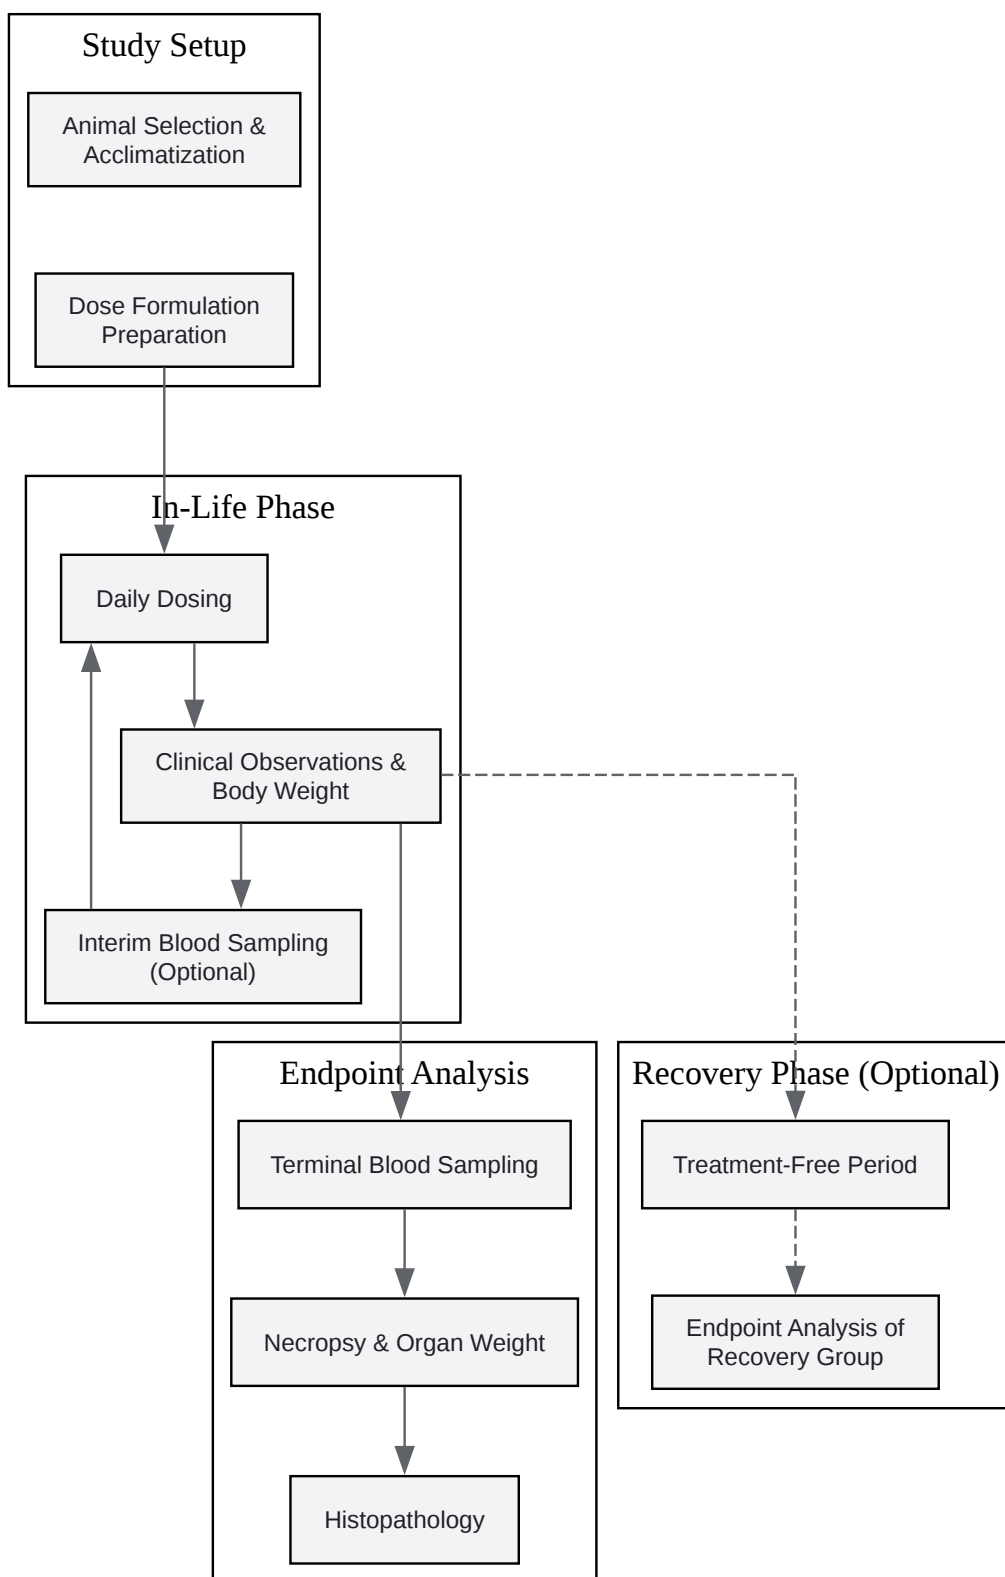 Study Setup
Animal Selection &
Acclimatization
Dose Formulation
Preparation
In-Life Phase
Daily Dosing
Clinical Observations &
Body Weight
Interim Blood Sampling
(Optional)
Endpoint Analysis
Terminal Blood Sampling
Necropsy & Organ Weight
Histopathology
Recovery Phase (Optional)
Treatment-Free Period
Endpoint Analysis of
Recovery Group